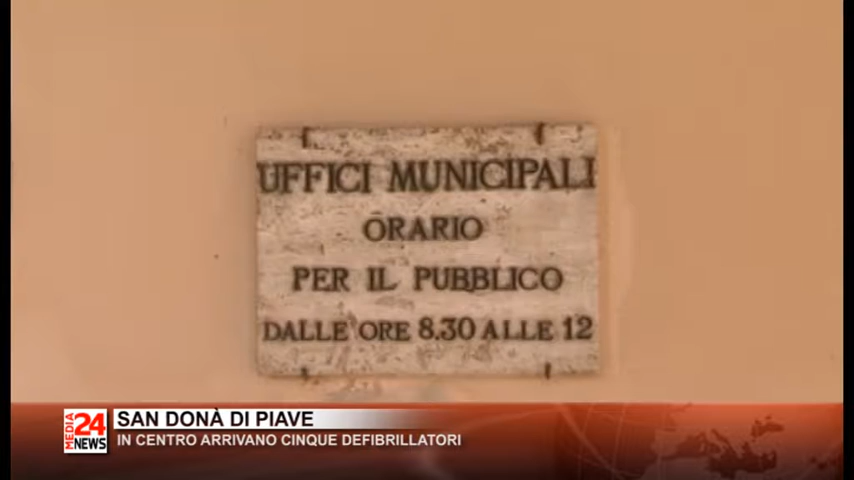 UFFICI MUNICIPALI
ORARIO
PER IL PUBBLICO
DALLE ORE 8.30 ALLE 12
MEDIA 24 NEWS
SAN DONÀ DI PIAVE
IN CENTRO ARRIVANO CINQUE DEFIBRILLATORI